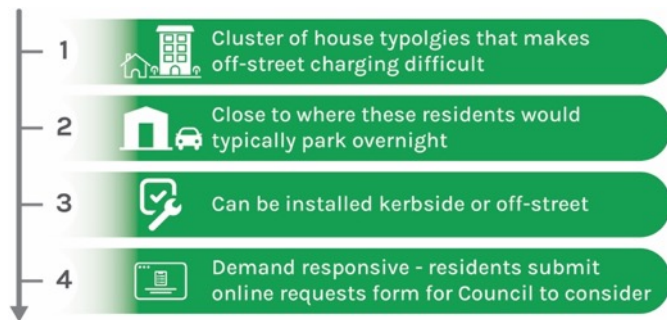 1
Cluster of house typolgies that makes
off-street charging difficult
2
Close to where these residents would
typically park overnight
3
Can be installed kerbside or off-street
4
Demand responsive - residents submit
online requests form for Council to consider